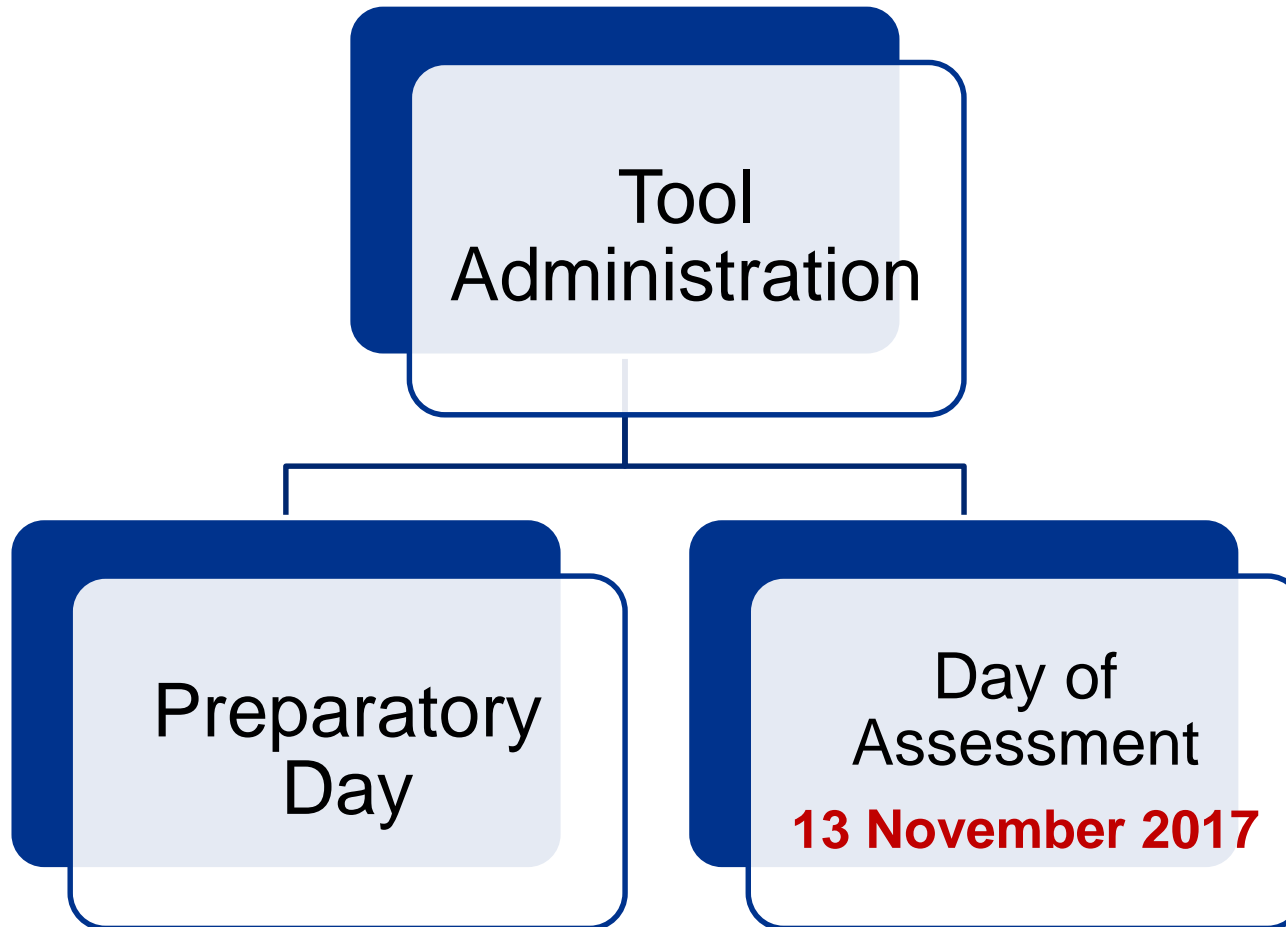 Tool
Administration
Preparatory
Day
Day of
Assessment
13 November 2017